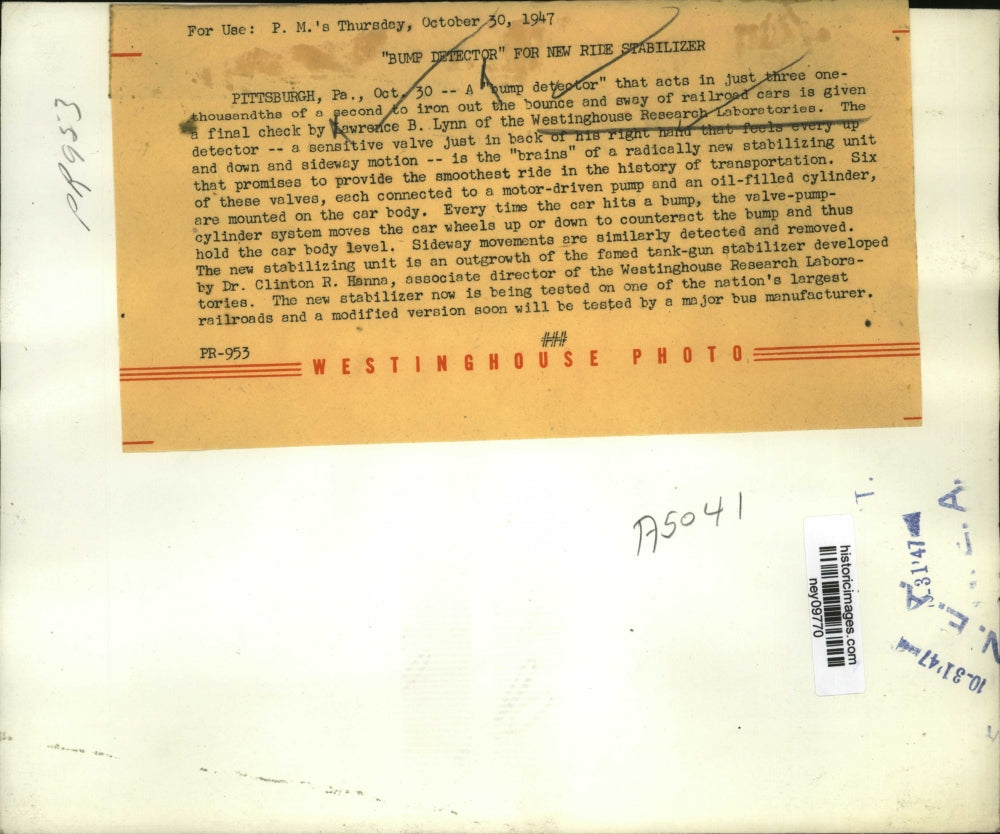 For Use: P. M.'s Thursday, October 30, 1947
"BUMP DETECTOR" FOR NEW RIDE STABILIZER
PITTSBURGH, Pa., Oct. 30 -- A "bump detector" that acts in just three one-
thousandths of a second to iron out the bounce and sway of railroad cars is given
a final check by Lawrence B. Lynn of the Westinghouse Research Laboratories. The
detector -- a sensitive valve just in back of his right hand that feels every up
and down and sideway motion -- is the "brains" of a radically new stabilizing unit
that promises to provide the smoothest ride in the history of transportation. Six
of these valves, each connected to a motor-driven pump and an oil-filled cylinder,
are mounted on the car body. Every time the car hits a bump, the valve-pump-
cylinder system moves the car wheels up or down to counteract the bump and thus
hold the car body level. Sideway movements are similarly detected and removed.
The new stabilizing unit is an outgrowth of the famed tank-gun stabilizer developed
by Dr. Clinton R. Hanna, associate director of the Westinghouse Research Labora-
tories. The new stabilizer now is being tested on one of the nation's largest
railroads and a modified version soon will be tested by a major bus manufacturer.
###
PR-953
WESTINGHOUSE PHOTO
PR953
A5041
historicimages.com
ney09770
N. E. A.
10_31'47